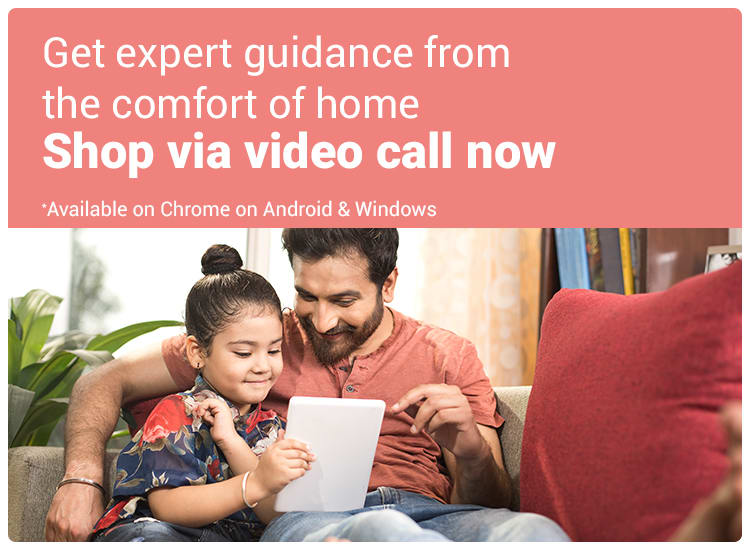 Get expert guidance from
the comfort of home
Shop via video call now
*Available on Chrome on Android & Windows